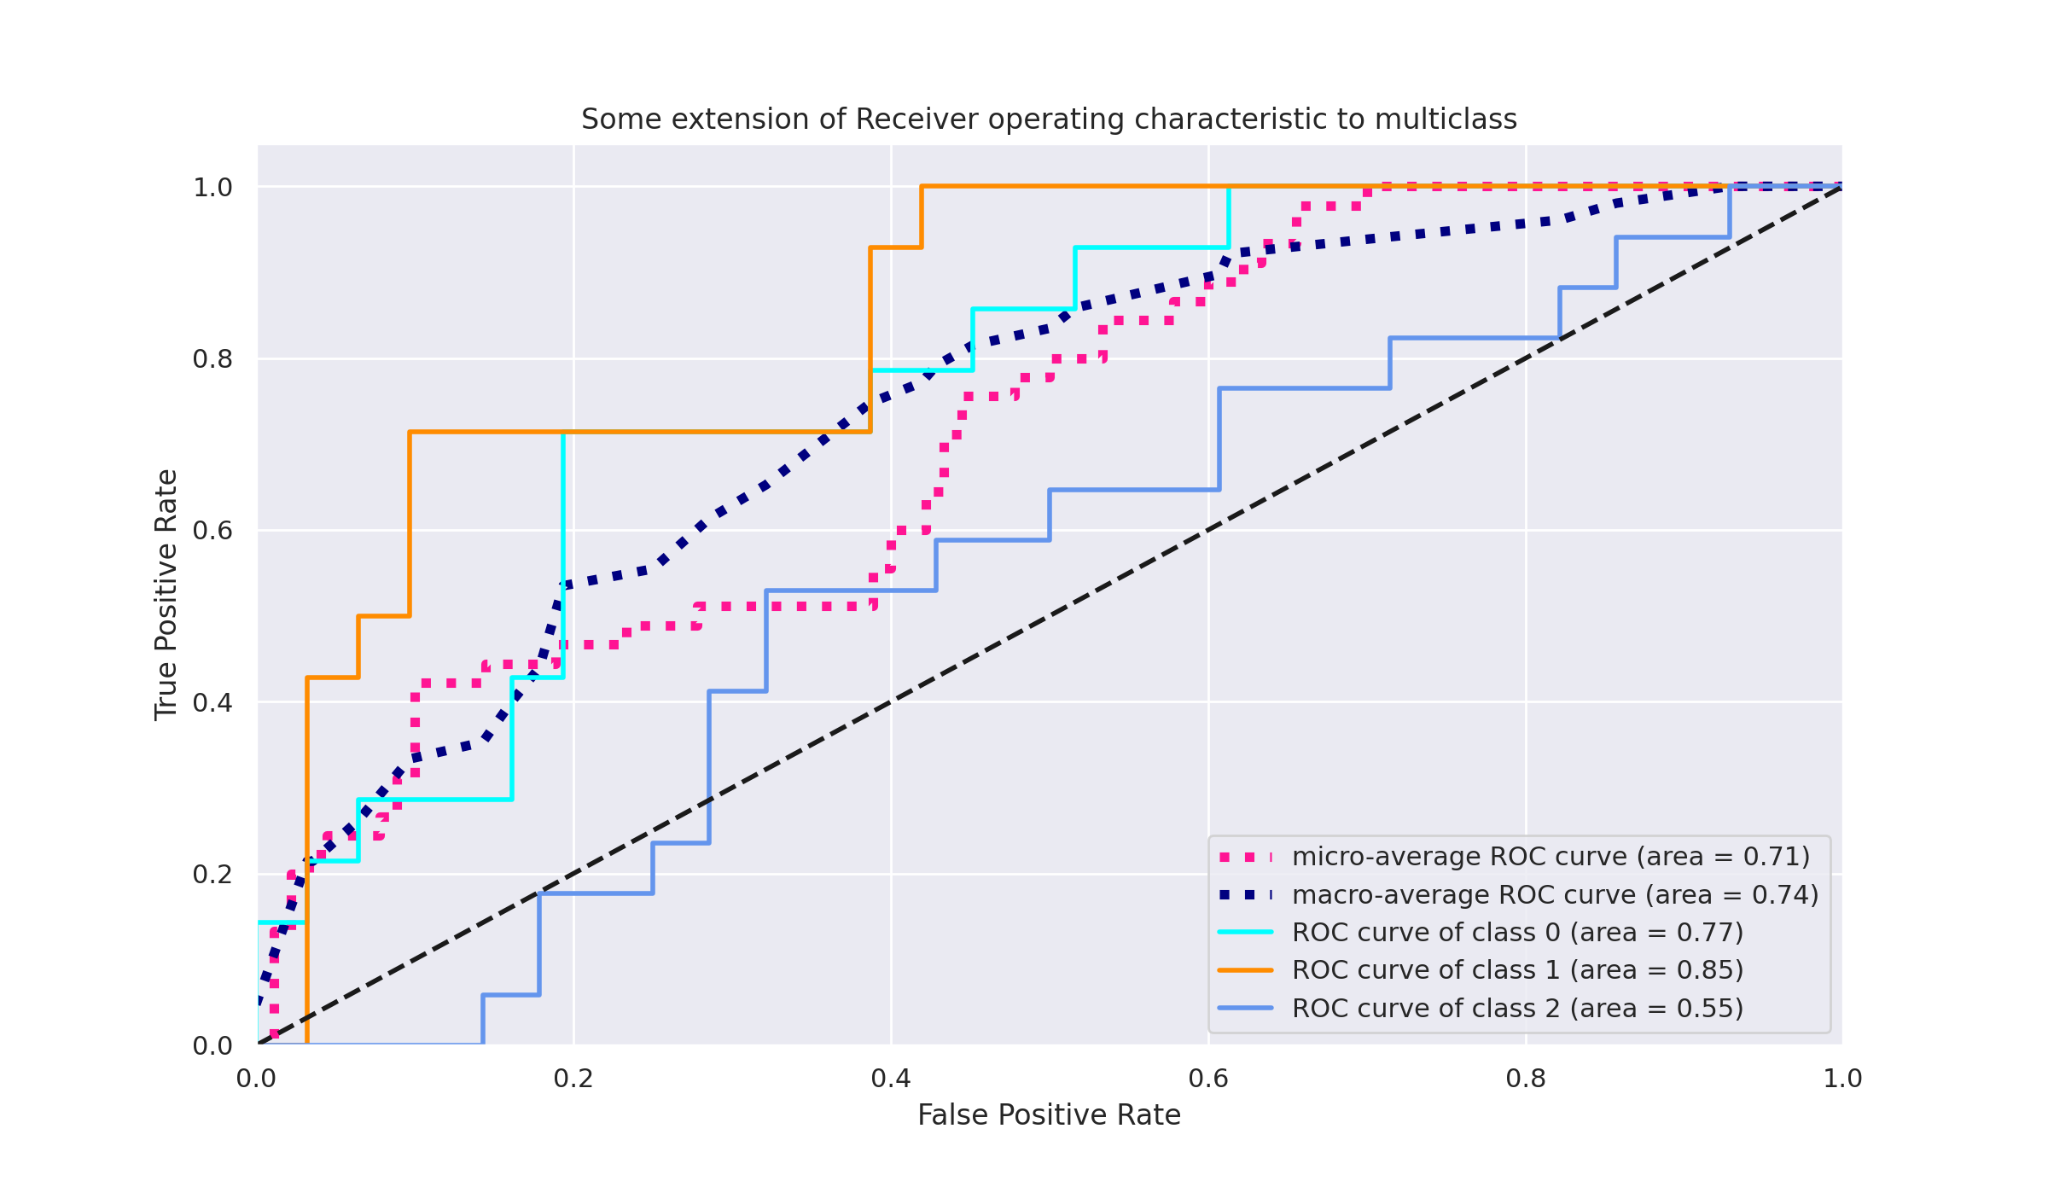 Some extension of Receiver operating characteristic to multiclass
1.0
0.8
0.6
0.4
0.2
0.0
True Positive Rate
0.0 0.2 0.4 0.6 0.8 1.0
False Positive Rate
micro-average ROC curve (area = 0.71)
macro-average ROC curve (area = 0.74)
ROC curve of class 0 (area = 0.77)
ROC curve of class 1 (area = 0.85)
ROC curve of class 2 (area = 0.55)